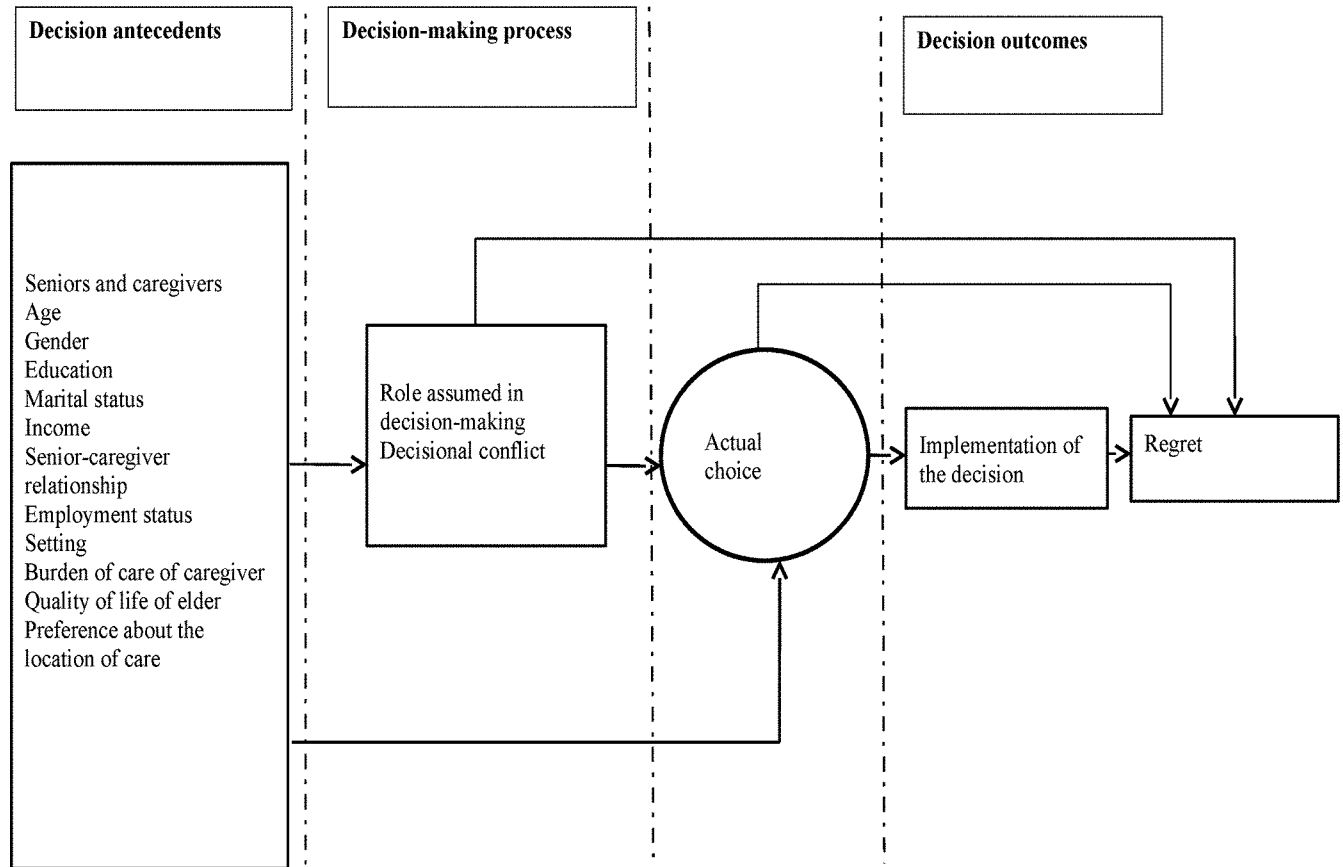 Decision antecedents
Decision-making process
Decision outcomes
Seniors and caregivers
Age
Gender
Education
Marital status
Income
Senior-caregiver
relationship
Employment status
Setting
Burden of care of caregiver
Quality of life of elder
Preference about the
location of care
Role assumed in
decision-making
Decisional conflict
Actual
choice
Implementation of
the decision
Regret